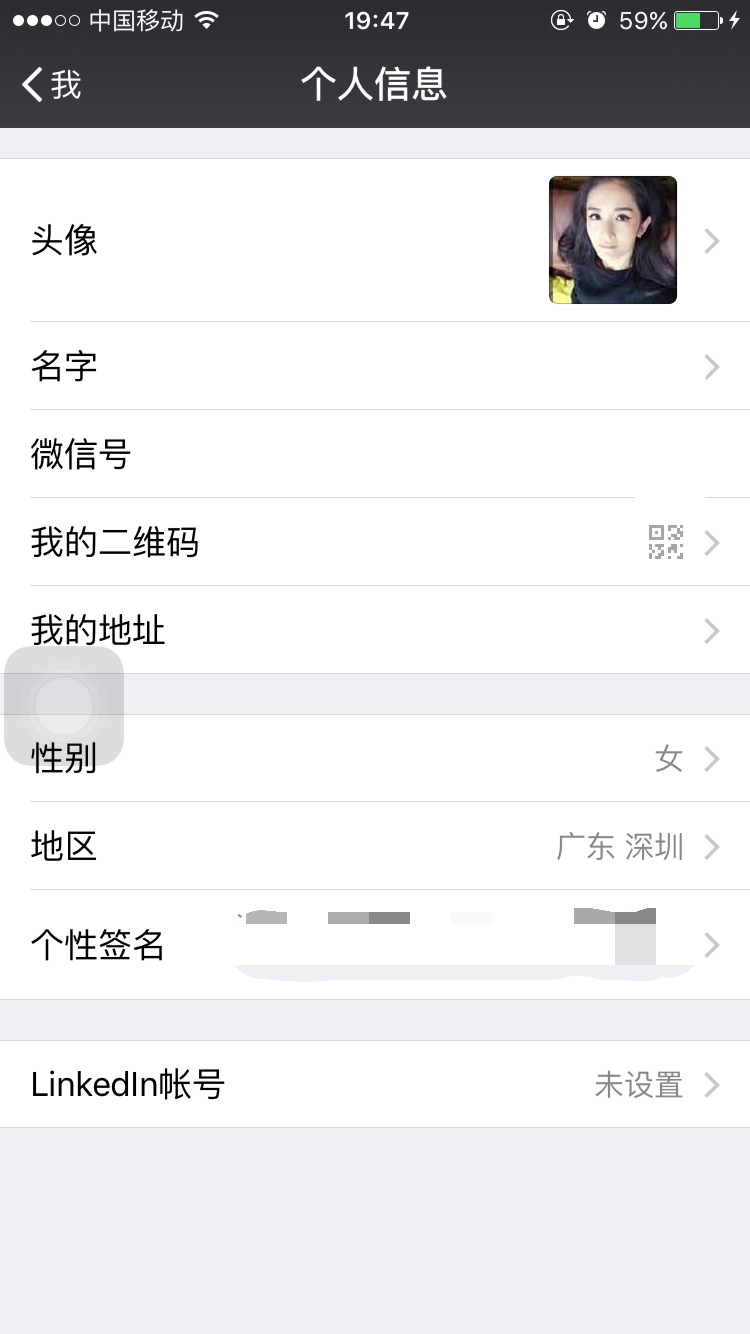 中国移动 19:47 59%
我 个人信息
头像
名字
微信号
我的二维码
我的地址
性别 女
地区 广东 深圳
个性签名
LinkedIn帐号 未设置